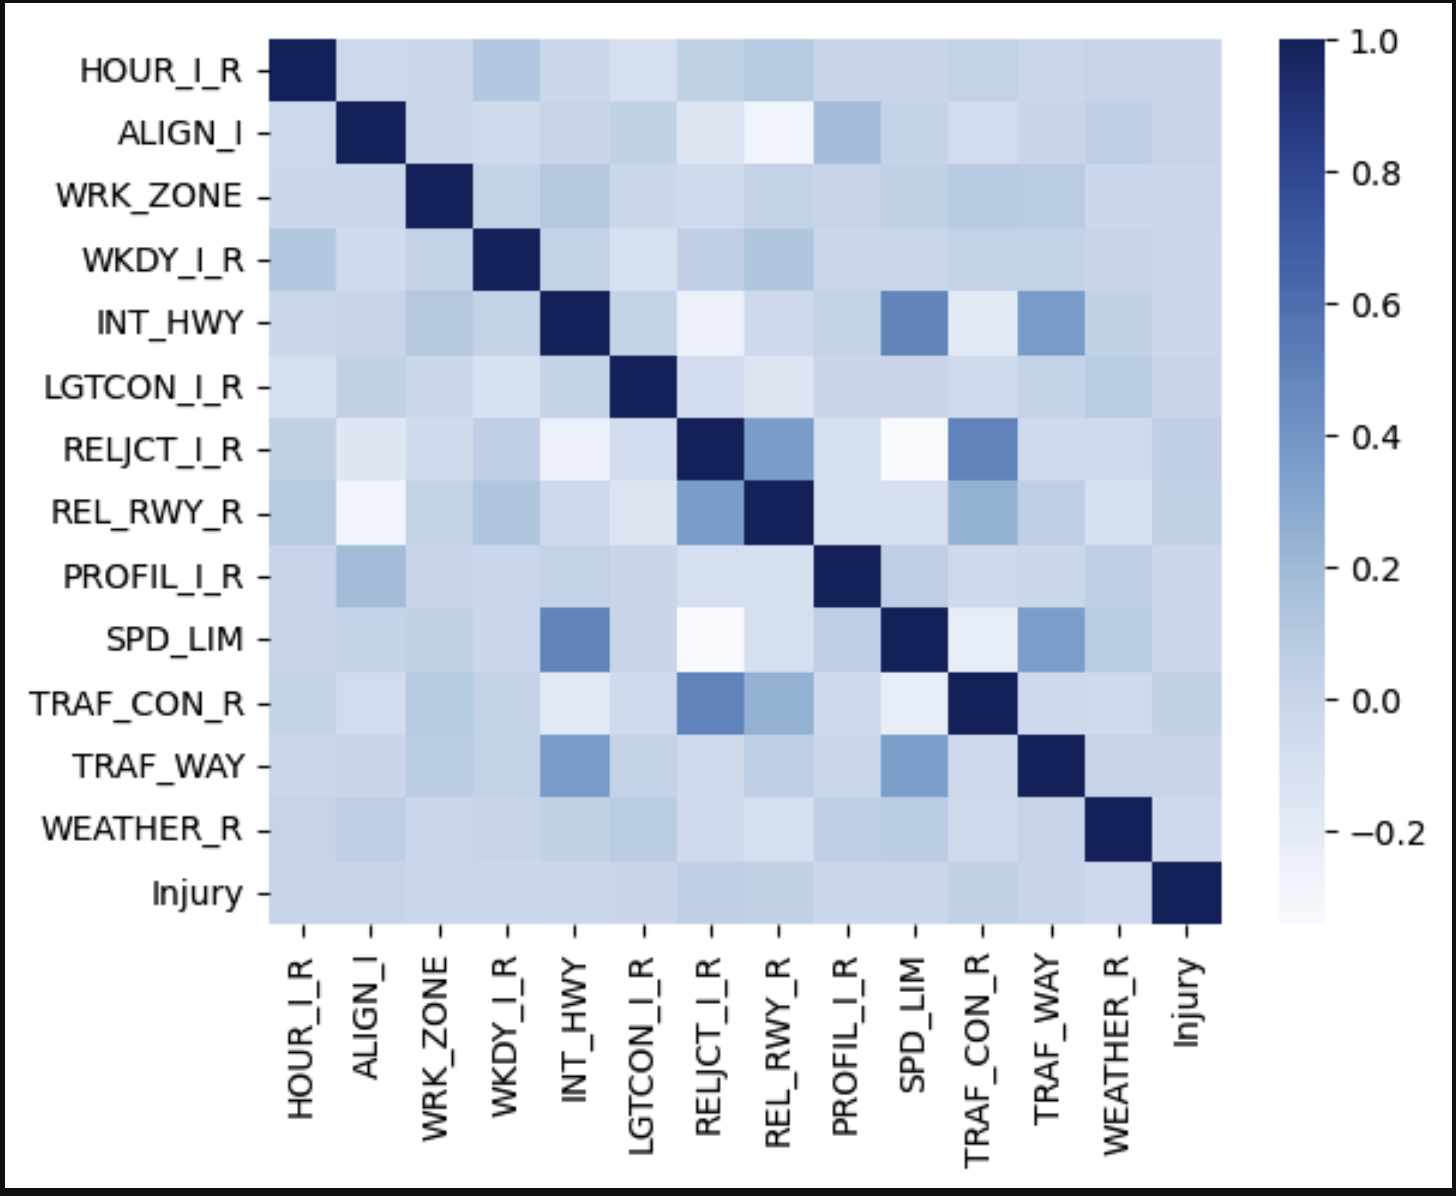 HOUR_I_R
ALIGN_I
WRK_ZONE
WKDY_I_R
INT_HWY
LGTCON_I_R
RELJCT_I_R
REL_RWY_R
PROFIL_I_R
SPD_LIM
TRAF_CON_R
TRAF_WAY
WEATHER_R
Injury
HOUR_I_R
ALIGN_I
WRK_ZONE
WKDY_I_R
INT_HWY
LGTCON_I_R
RELJCT_I_R
REL_RWY_R
PROFIL_I_R
SPD_LIM
TRAF_CON_R
TRAF_WAY
WEATHER_R
Injury
1.0
0.8
0.6
0.4
0.2
0.0
−0.2